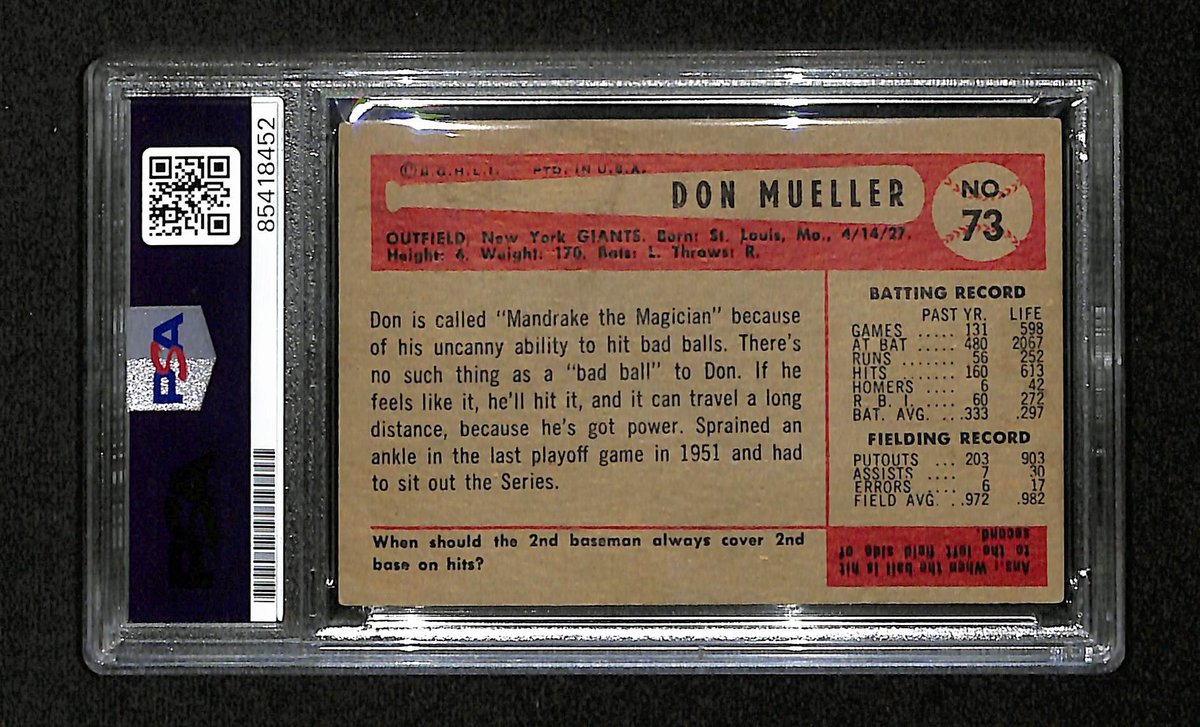 85418452
PSA
PSA
©B.G.H.L.I. PTD. IN U.S.A.
DON MUELLER
NO.
73
OUTFIELD, New York GIANTS. Born: St. Louis, Mo., 4/14/27.
Height: 6. Weight: 170. Bats: L. Throws: R.
Don is called "Mandrake the Magician" because
of his uncanny ability to hit bad balls. There's
no such thing as a "bad ball" to Don. If he
feels like it, he'll hit it, and it can travel a long
distance, because he's got power. Sprained an
ankle in the last playoff game in 1951 and had
to sit out the Series.
When should the 2nd baseman always cover 2nd
base on hits?
BATTING RECORD
PAST YR. LIFE
GAMES ..... 131 598
AT BAT ..... 480 2067
RUNS ..... 56 252
HITS ..... 160 613
HOMERS .... 6 42
R. B. I. .... 60 272
BAT. AVG. . .333 .297
FIELDING RECORD
PUTOUTS ... 203 903
ASSISTS .... 7 30
ERRORS .... 6 17
FIELD AVG. . .972 .982
Ans.: When the ball is hit
to the left field side of
second.